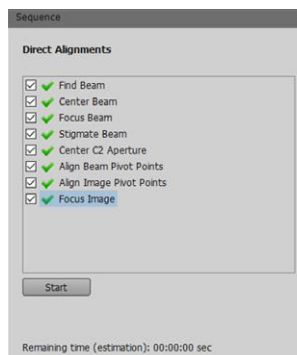 Sequence
Direct Alignments
Find Beam
Center Beam
Focus Beam
Stigmate Beam
Center C2 Aperture
Align Beam Pivot Points
Align Image Pivot Points
Focus Image
Start
Remaining time (estimation): 00:00:00 sec